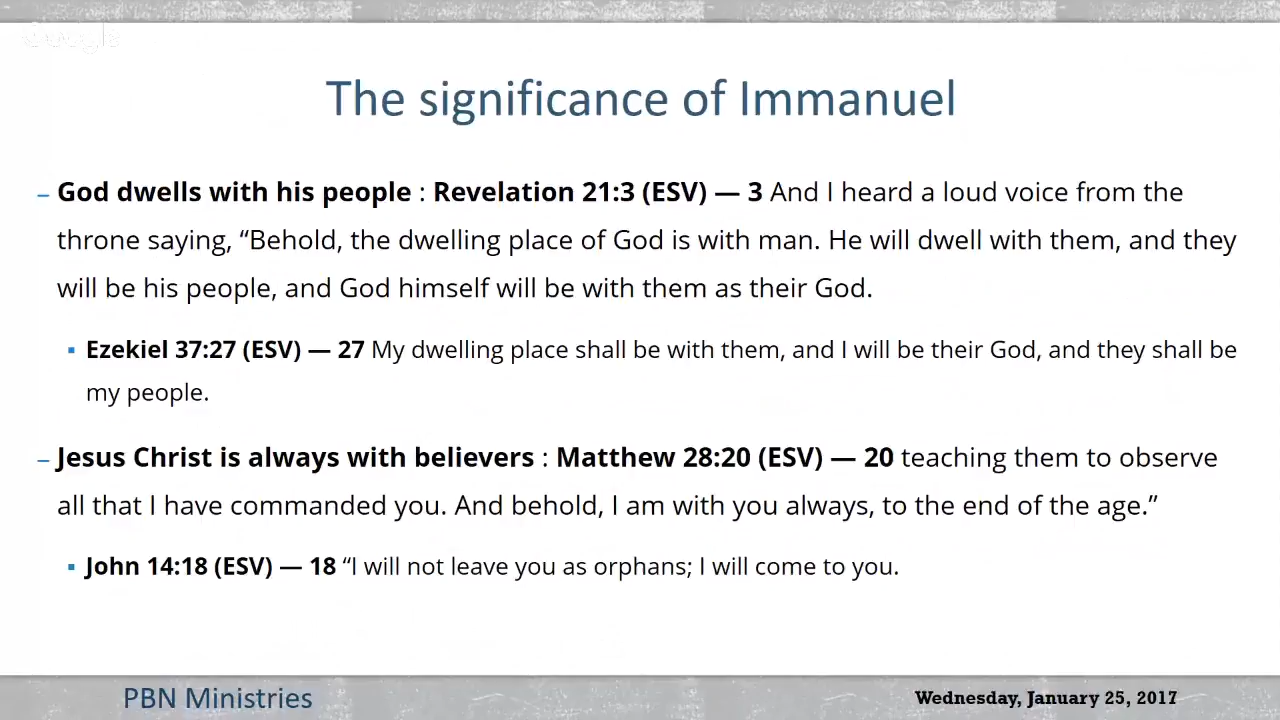 Google
The significance of Immanuel
– God dwells with his people : Revelation 21:3 (ESV) — 3 And I heard a loud voice from the
throne saying, “Behold, the dwelling place of God is with man. He will dwell with them, and they
will be his people, and God himself will be with them as their God.
▪ Ezekiel 37:27 (ESV) — 27 My dwelling place shall be with them, and I will be their God, and they shall be
my people.
– Jesus Christ is always with believers : Matthew 28:20 (ESV) — 20 teaching them to observe
all that I have commanded you. And behold, I am with you always, to the end of the age.”
▪ John 14:18 (ESV) — 18 “I will not leave you as orphans; I will come to you.
PBN Ministries
Wednesday, January 25, 2017